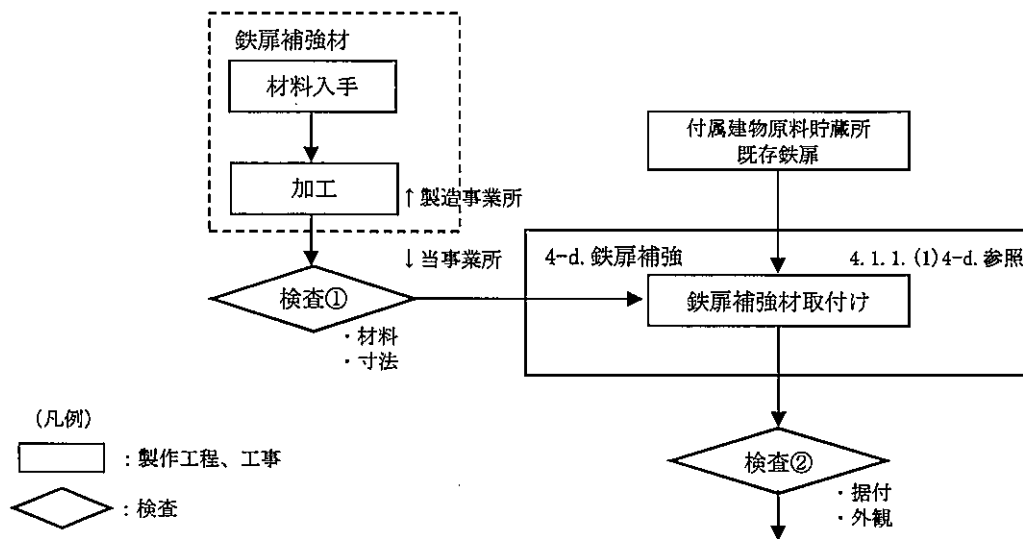 鉄扉補強材
材料入手
付属建物原料貯蔵所
既存鉄扉
加工
↑製造事業所
↓当事業所
4-d.鉄扉補強
4.1.1.(1)4-d.参照
検査①
鉄扉補強材取付け
・材料
・寸法
(凡例)
:製作工程、工事
検査②
:検査
・据付
・外観